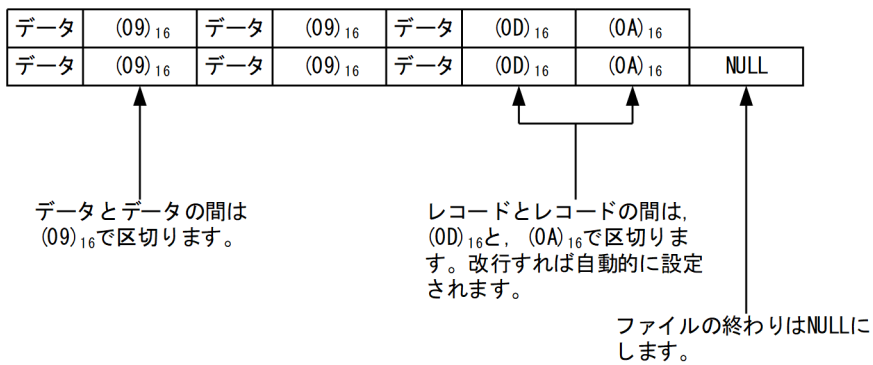 データ (09)16 データ (09)16 データ (0D)16 (0A)16
データ (09)16 データ (09)16 データ (0D)16 (0A)16 NULL
データとデータの間は
(09)16で区切ります。
レコードとレコードの間は,
(0D)16と, (0A)16で区切りま
す。改行すれば自動的に設定
されます。
ファイルの終わりはNULLに
します。